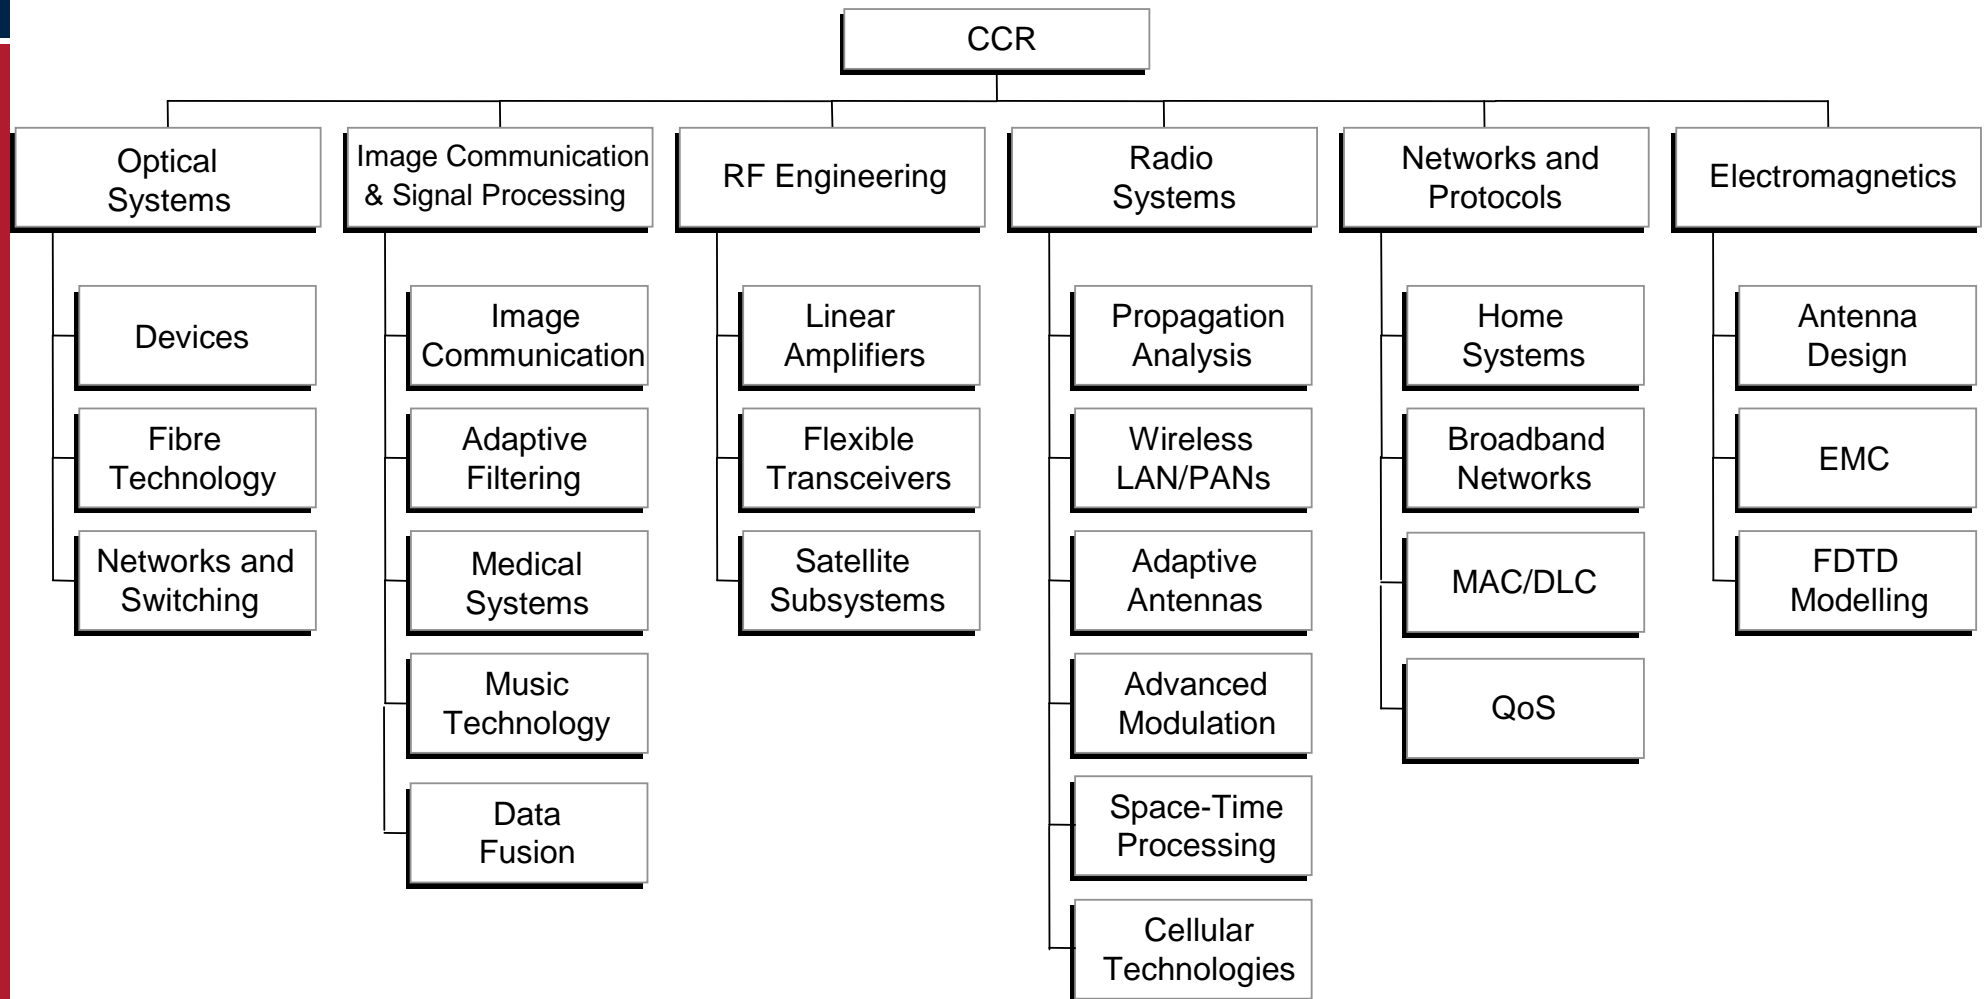 CCR
Optical
Systems
Image Communication
& Signal Processing
RF Engineering
Radio
Systems
Networks and
Protocols
Electromagnetics
Devices
Fibre
Technology
Networks and
Switching
Image
Communication
Adaptive
Filtering
Medical
Systems
Music
Technology
Data
Fusion
Linear
Amplifiers
Flexible
Transceivers
Satellite
Subsystems
Propagation
Analysis
Wireless
LAN/PANs
Adaptive
Antennas
Advanced
Modulation
Space-Time
Processing
Cellular
Technologies
Home
Systems
Broadband
Networks
MAC/DLC
QoS
Antenna
Design
EMC
FDTD
Modelling